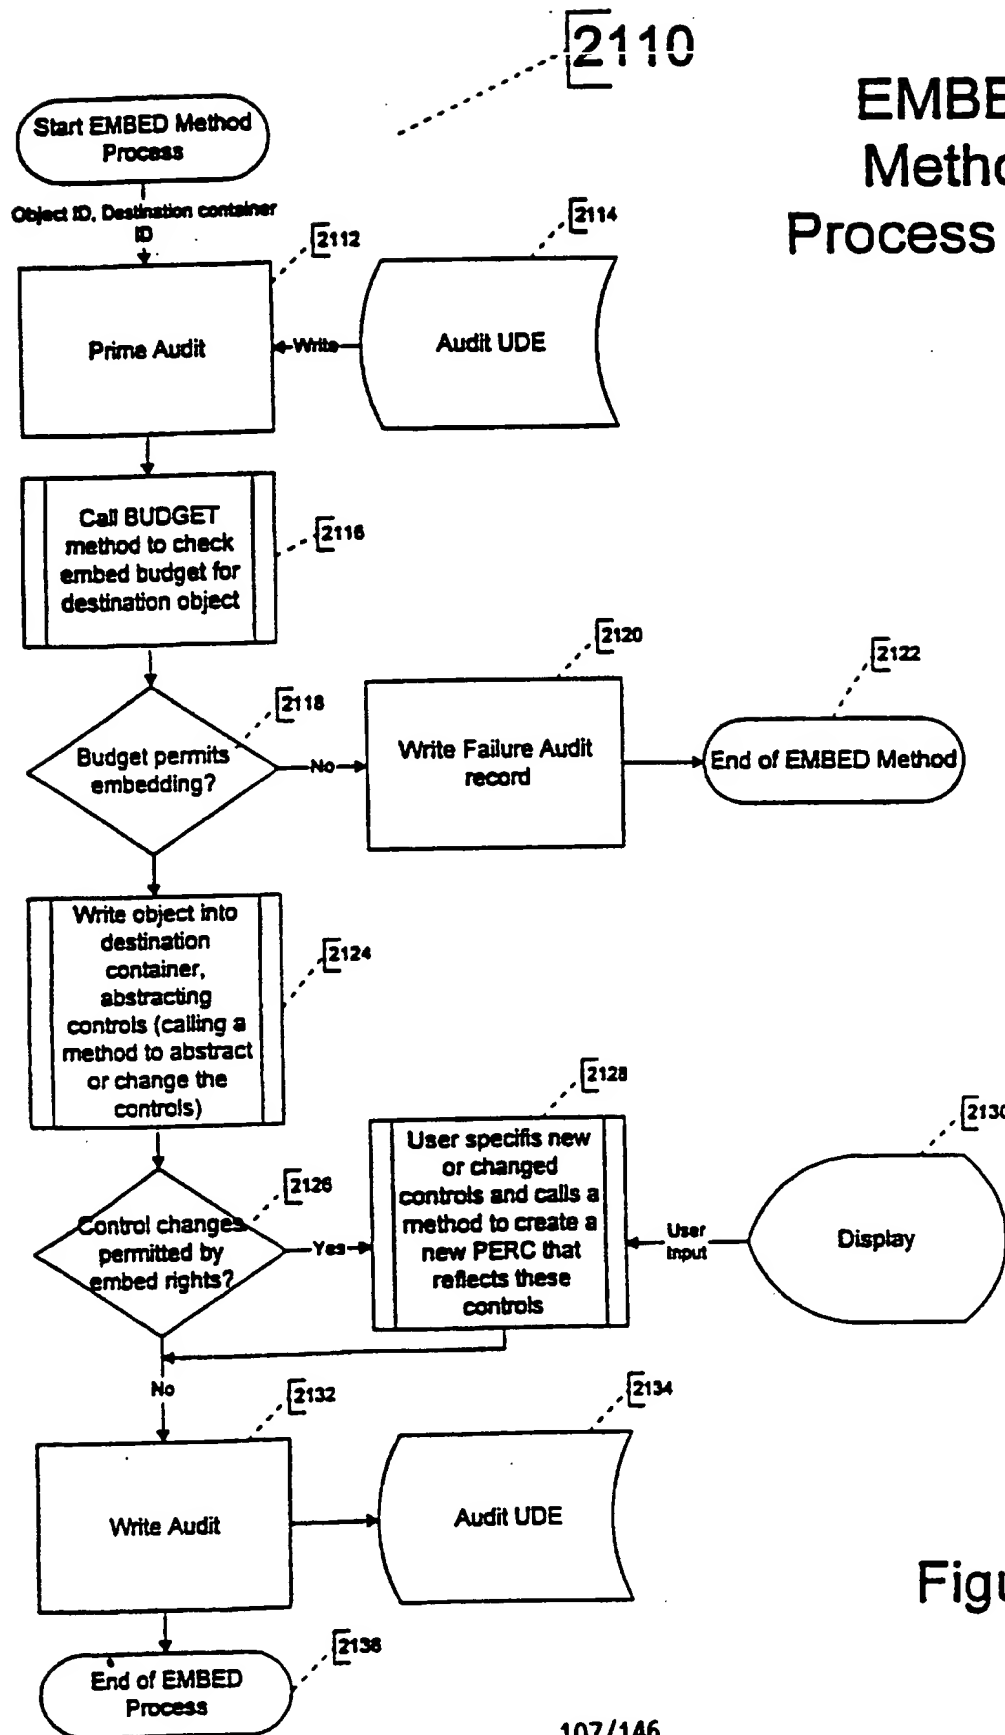 2110
EMBE
Metho
Process
Start EMBED Method
Process
Object ID, Destination container
ID
2112
2114
Prime Audit
Write
Audit UDE
Call BUDGET
method to check
embed budget for
destination object
2116
2118
Budget permits
embedding?
No
2120
Write Failure Audit
record
2122
End of EMBED Method
Write object into
destination
container,
abstracting
controls (calling a
method to abstract
or change the
controls)
2124
2126
Control changes
permitted by
embed rights?
Yes
2128
User specifis new
or changed
controls and calls a
method to create a
new PERC that
reflects these
controls
User
Input
2130
Display
No
2132
Write Audit
2134
Audit UDE
Figu
2136
End of EMBED
Process
107/146